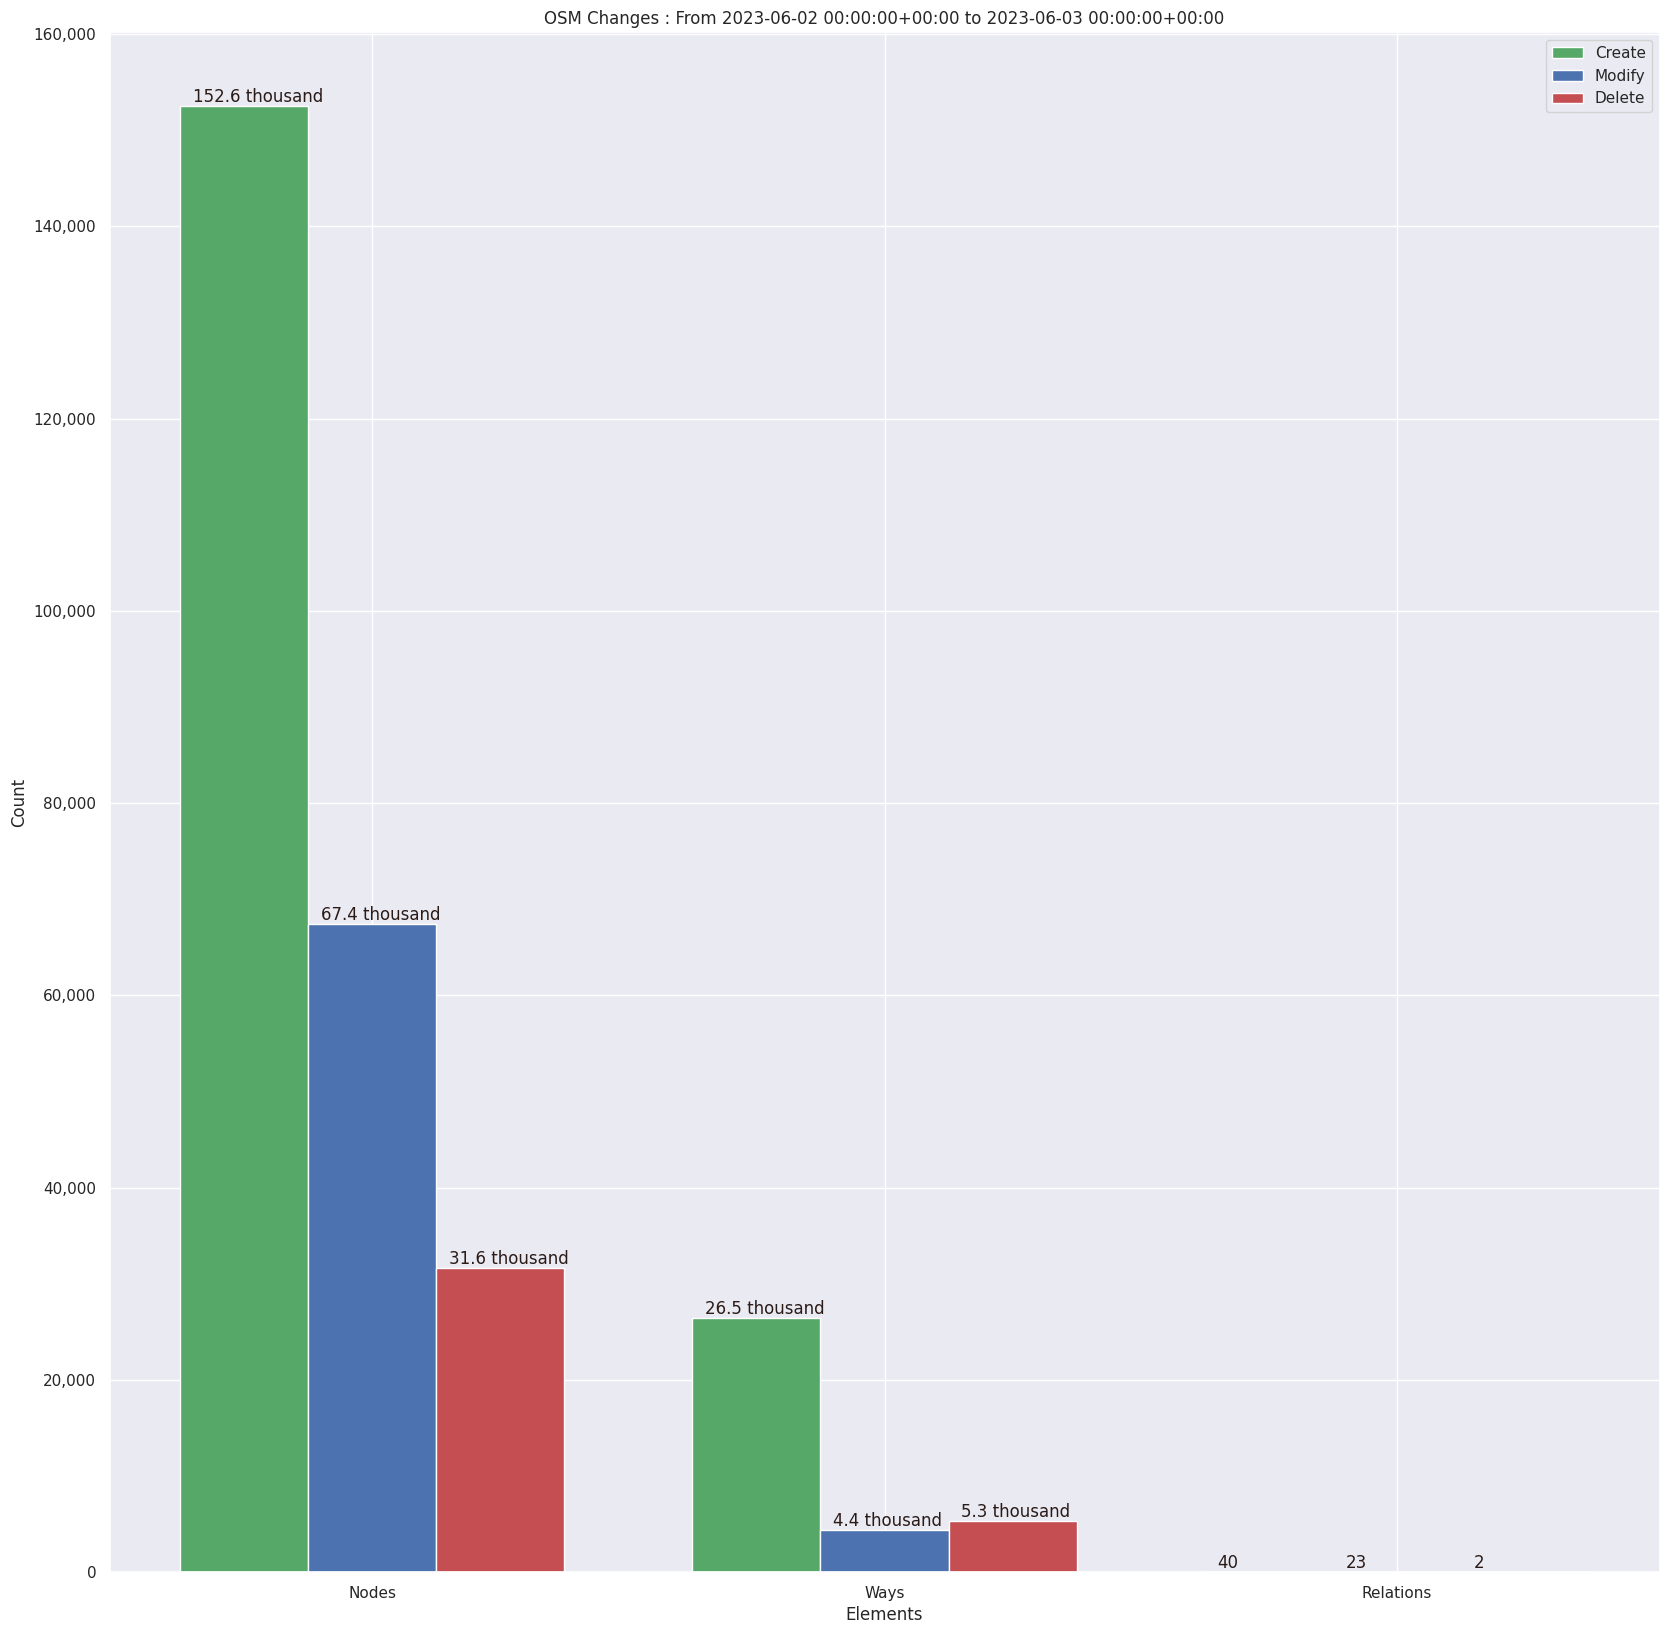 OSM Changes : From 2023-06-02 00:00:00+00:00 to 2023-06-03 00:00:00+00:00
160,000
140,000
120,000
100,000
80,000
60,000
40,000
20,000
0
Count
Create
Modify
Delete
152.6 thousand
67.4 thousand
31.6 thousand
26.5 thousand
4.4 thousand
5.3 thousand
40
23
2
Nodes
Ways
Relations
Elements